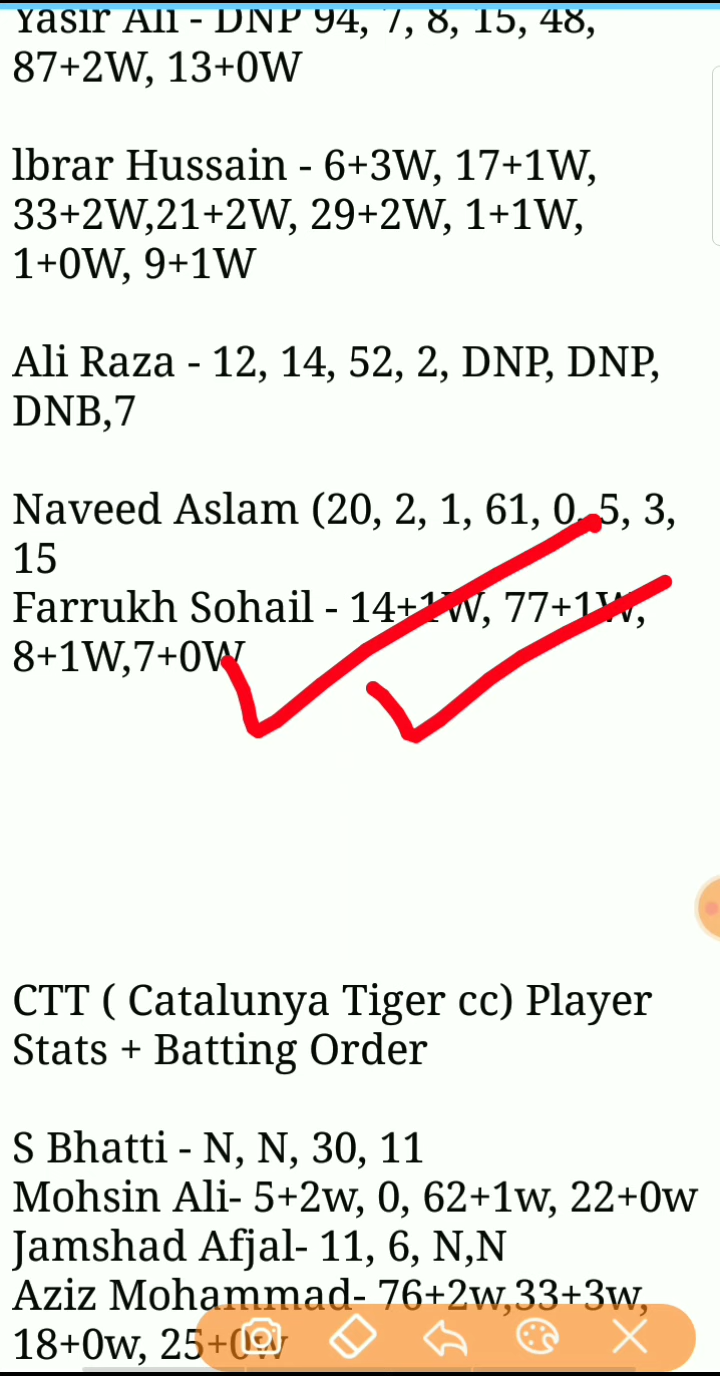 Yasir Ali - DNP 94, 7, 8, 15, 48,
87+2W, 13+0W
lbrar Hussain - 6+3W, 17+1W,
33+2W,21+2W, 29+2W, 1+1W,
1+0W, 9+1W
Ali Raza - 12, 14, 52, 2, DNP, DNP,
DNB,7
Naveed Aslam (20, 2, 1, 61, 0, 5, 3,
15
Farrukh Sohail - 14+1W, 77+1W,
8+1W,7+0W
CTT ( Catalunya Tiger cc) Player
Stats + Batting Order
S Bhatti - N, N, 30, 11
Mohsin Ali- 5+2w, 0, 62+1w, 22+0w
Jamshad Afjal- 11, 6, N,N
Aziz Mohammad- 76+2w,33+3w,
18+0w, 25+0w